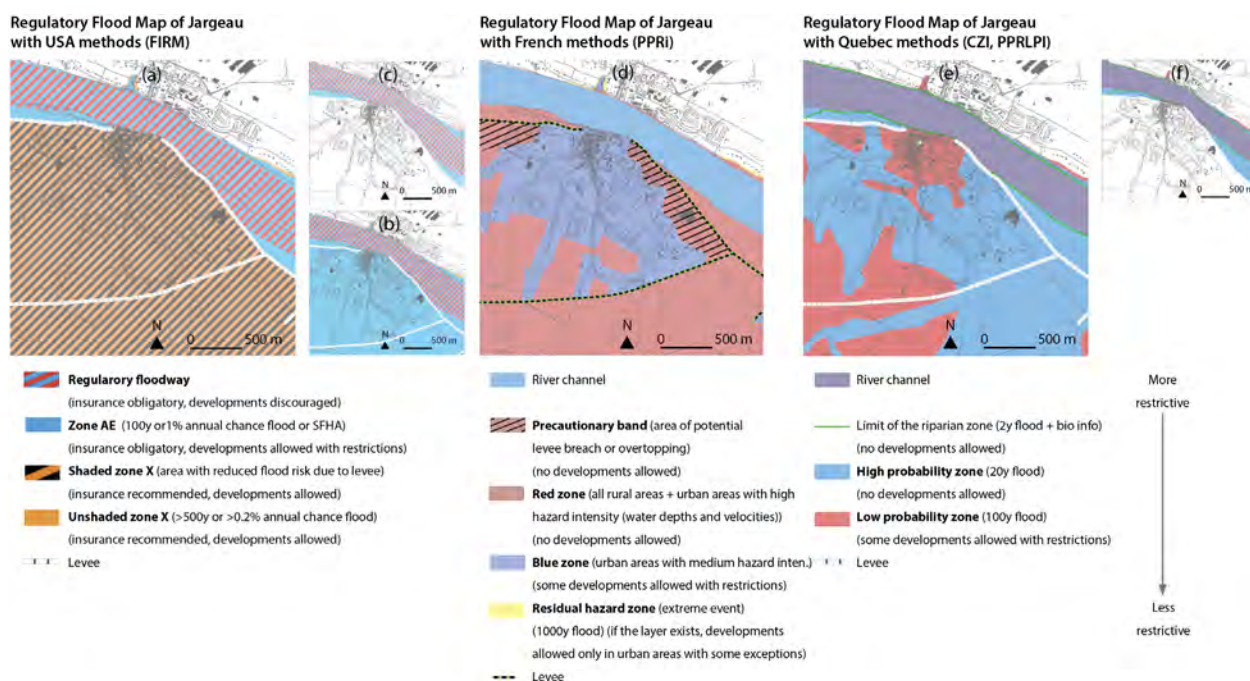 Regulatory Flood Map of Jargeau
with USA methods (FIRM)
Regulatory Flood Map of Jargeau
with French methods (PPRi)
Regulatory Flood Map of Jargeau
with Quebec methods (CZI, PPRLPI)
(a)
(c)
(d)
(e)
(f)
N
0 500 m
(b)
N
0 500 m
N
0 500 m
N
0 500 m
N
0 500 m
N
0 500 m
Regularory floodway
(insurance obligatory, developments discouraged)
Zone AE (100y or1% annual chance flood or SFHA)
(insurance obligatory, developments allowed with restrictions)
Shaded zone X (area with reduced flood risk due to levee)
(insurance recommended, developments allowed)
Unshaded zone X (>500y or >0.2% annual chance flood)
(insurance recommended, developments allowed)
Levee
River channel
Precautionary band (area of potential
levee breach or overtopping)
(no developments allowed)
Red zone (all rural areas + urban areas with high
hazard intensity (water depths and velocities))
(no developments allowed)
Blue zone (urban areas with medium hazard inten.)
(some developments allowed with restrictions)
Residual hazard zone (extreme event)
(1000y flood) (if the layer exists, developments
allowed only in urban areas with some exceptions)
Levee
River channel
Limit of the riparian zone (2y flood + bio info)
(no developments allowed)
High probability zone (20y flood)
(no developments allowed)
Low probability zone (100y flood)
(some developments allowed with restrictions)
Levee
More
restrictive
Less
restrictive